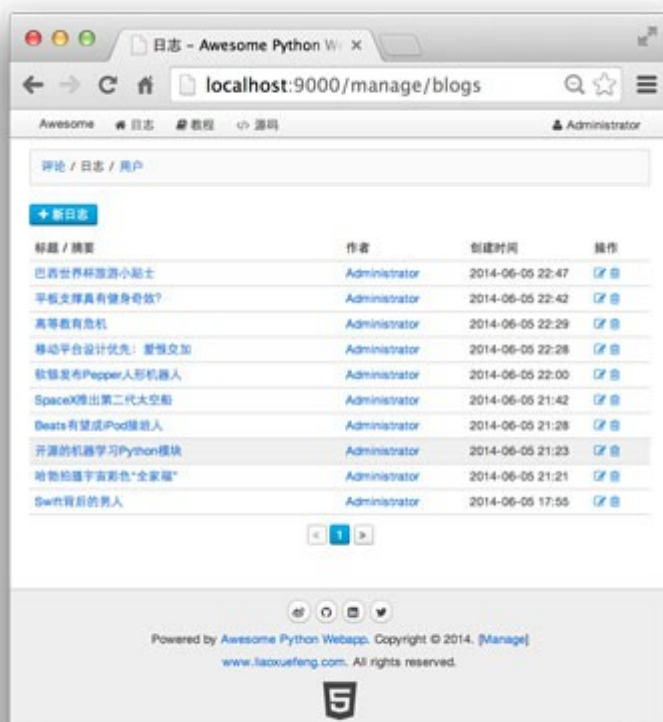 日志 - Awesome Python W
localhost:9000/manage/blogs
Awesome 日志 教程 源码 Administrator
评论 / 日志 / 用户
+新日志
标题 / 摘要 作者 创建时间 操作
巴西世界杯旅游小贴士 Administrator 2014-06-05 22:47
平板支撑真有健身奇效? Administrator 2014-06-05 22:42
高等教育危机 Administrator 2014-06-05 22:29
移动平台设计优先：爱恨交加 Administrator 2014-06-05 22:28
软银发布Pepper人形机器人 Administrator 2014-06-05 22:00
SpaceX推出第二代太空船 Administrator 2014-06-05 21:42
Beats有望成iPod接班人 Administrator 2014-06-05 21:28
开源的机器学习Python模块 Administrator 2014-06-05 21:23
哈勃拍摄宇宙彩色"全家福" Administrator 2014-06-05 21:21
Swift背后的男人 Administrator 2014-06-05 17:55
« 1 »
Powered by Awesome Python Webapp. Copyright © 2014. [Manage]
www.liaoxuefeng.com. All rights reserved.
5